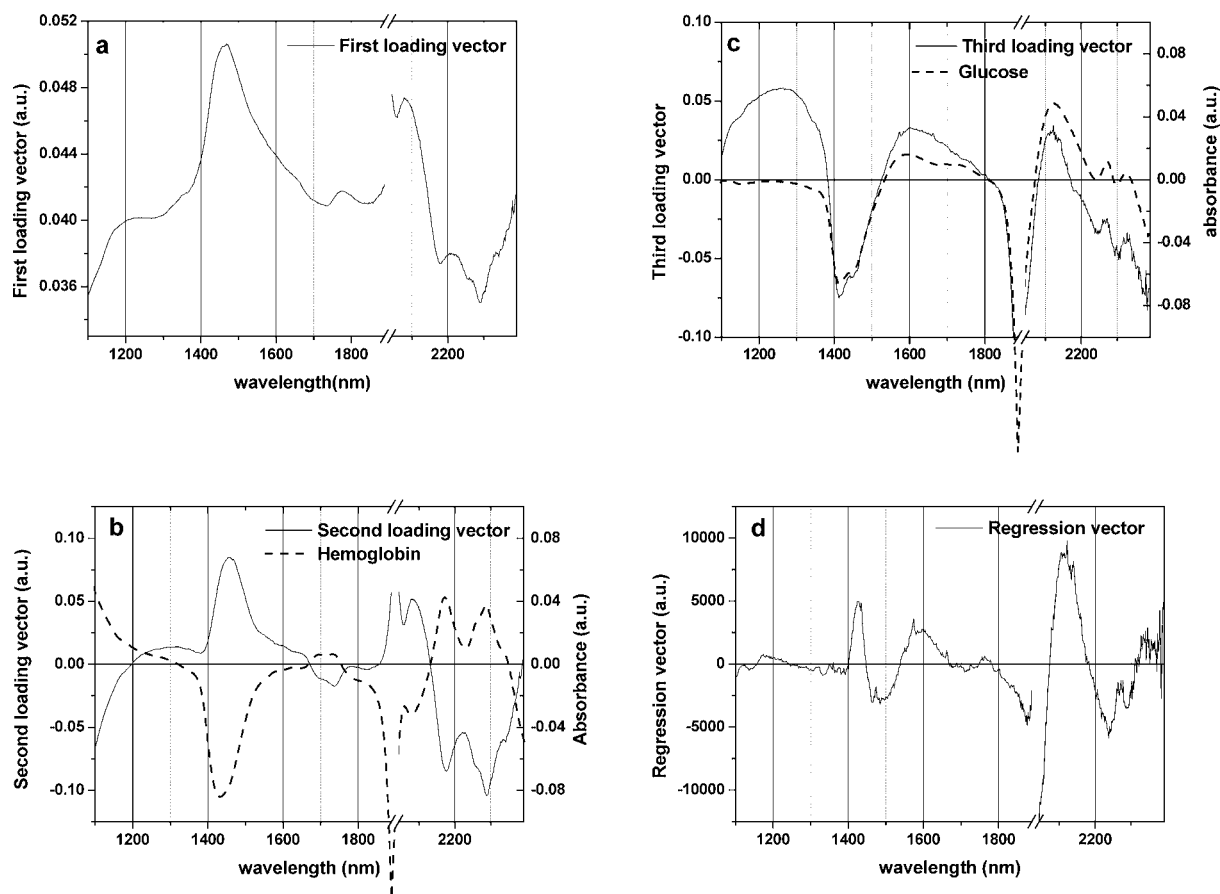 a
First loading vector
First loading vector (a.u.)
0.052
0.048
0.044
0.040
0.036
1200
1400
1600
1800
2200
wavelength(nm)
c
Third loading vector
Glucose
Third loading vector
0.10
0.05
0.00
-0.05
-0.10
0.08
0.04
0.00
-0.04
-0.08
absorbance (a.u.)
1200
1400
1600
1800
2200
wavelength (nm)
b
Second loading vector
Hemoglobin
Second loading vector (a.u.)
0.10
0.05
0.00
-0.05
-0.10
0.08
0.04
0.00
-0.04
-0.08
Absorbance (a.u.)
1200
1400
1600
1800
2200
wavelength (nm)
d
Regression vector
Regression vector (a.u.)
10000
5000
0
-5000
-10000
1200
1400
1600
1800
2200
wavelength (nm)